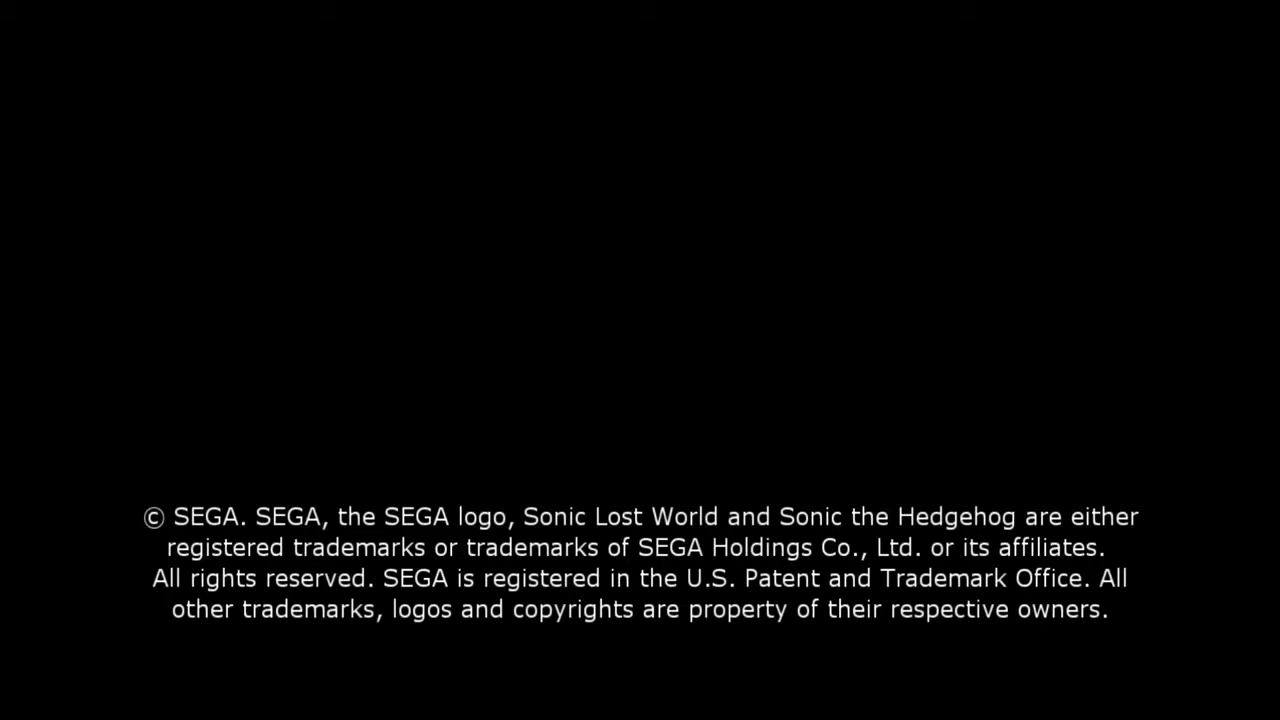 © SEGA. SEGA, the SEGA logo, Sonic Lost World and Sonic the Hedgehog are either
registered trademarks or trademarks of SEGA Holdings Co., Ltd. or its affiliates.
All rights reserved. SEGA is registered in the U.S. Patent and Trademark Office. All
other trademarks, logos and copyrights are property of their respective owners.